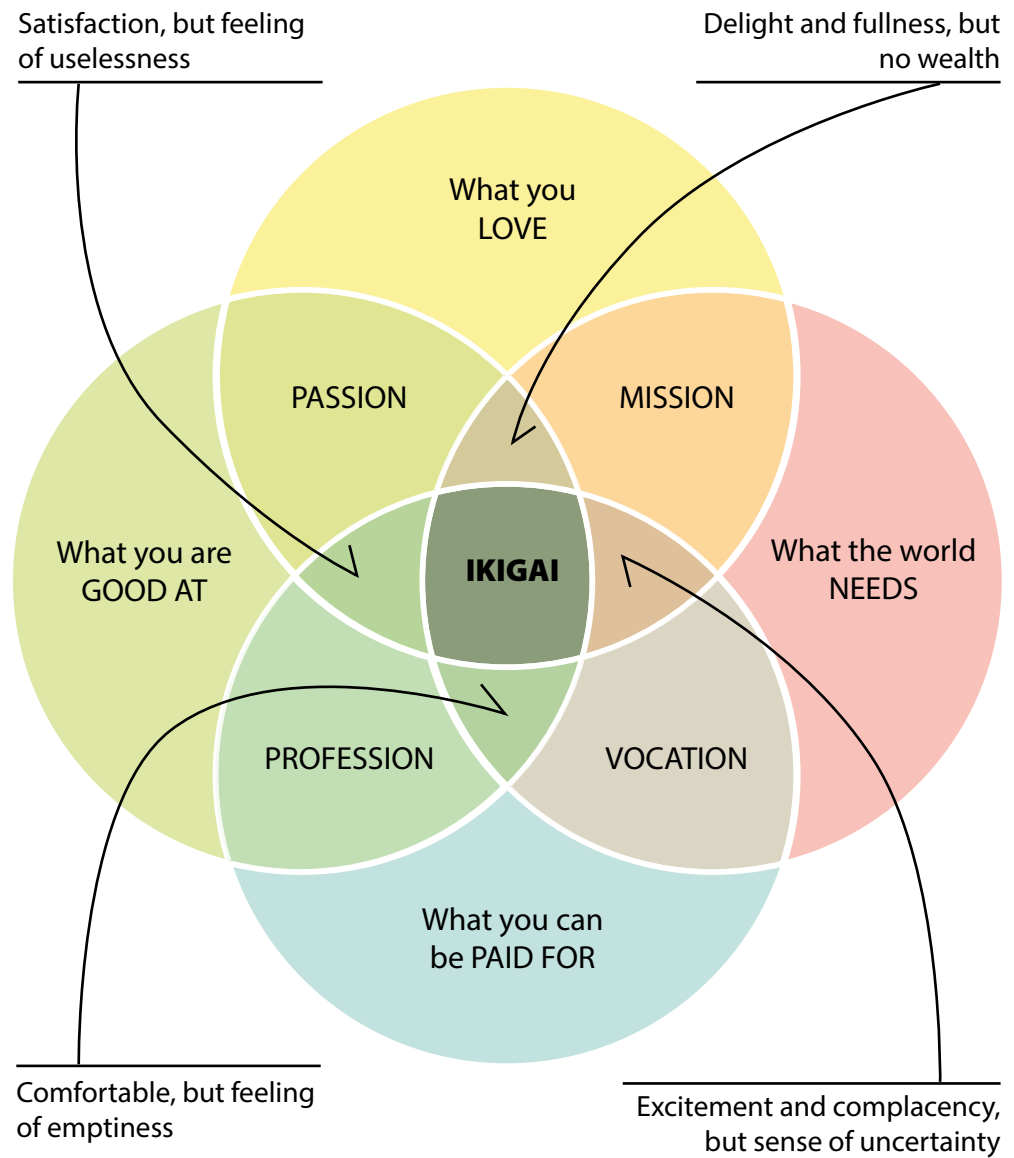 Satisfaction, but feeling
of uselessness
Delight and fullness, but
no wealth
What you
LOVE
PASSION
MISSION
What you are
GOOD AT
IKIGAI
What the world
NEEDS
PROFESSION
VOCATION
What you can
be PAID FOR
Comfortable, but feeling
of emptiness
Excitement and complacency,
but sense of uncertainty